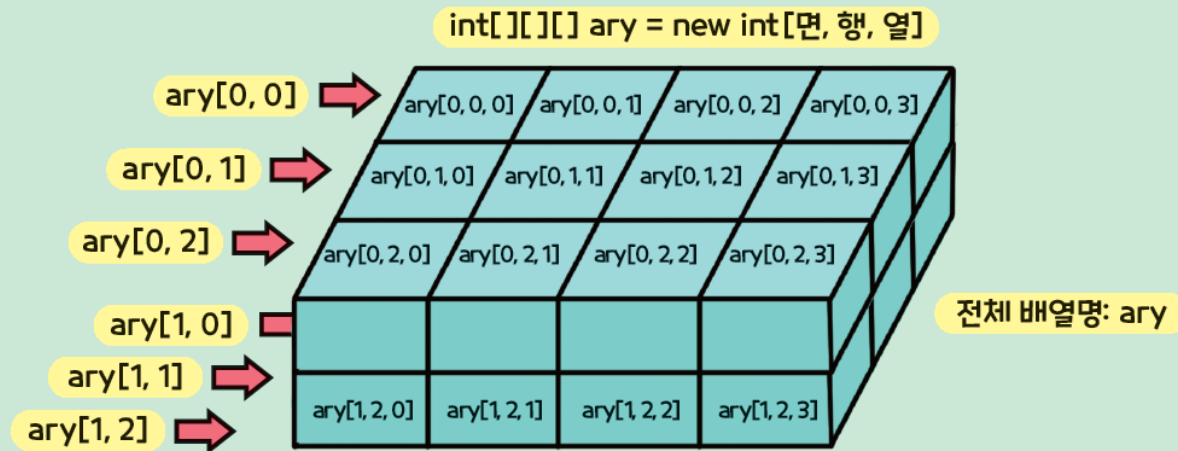 int[][][] ary = new int[면, 행, 열]
ary[0, 0]
ary[0, 0, 0] ary[0, 0, 1] ary[0, 0, 2] ary[0, 0, 3]
ary[0, 1]
ary[0, 1, 0] ary[0, 1, 1] ary[0, 1, 2] ary[0, 1, 3]
ary[0, 2]
ary[0, 2, 0] ary[0, 2, 1] ary[0, 2, 2] ary[0, 2, 3]
ary[1, 0]
전체 배열명: ary
ary[1, 1]
ary[1, 2]
ary[1, 2, 0] ary[1, 2, 1] ary[1, 2, 2] ary[1, 2, 3]